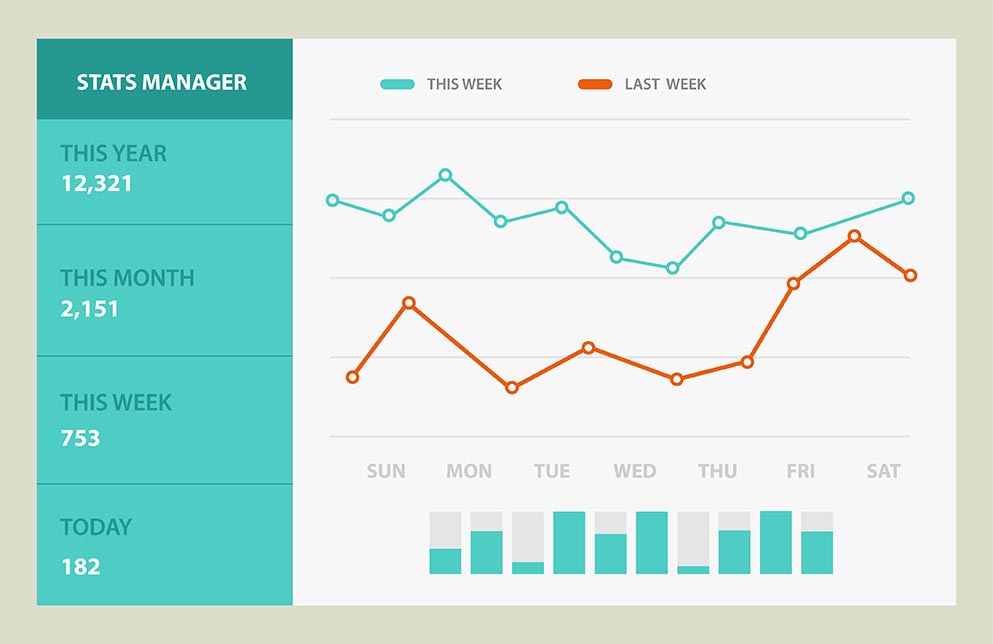 STATS MANAGER
THIS YEAR
12,321
THIS MONTH
2,151
THIS WEEK
753
TODAY
182
THIS WEEK LAST WEEK
SUN MON TUE WED THU FRI SAT